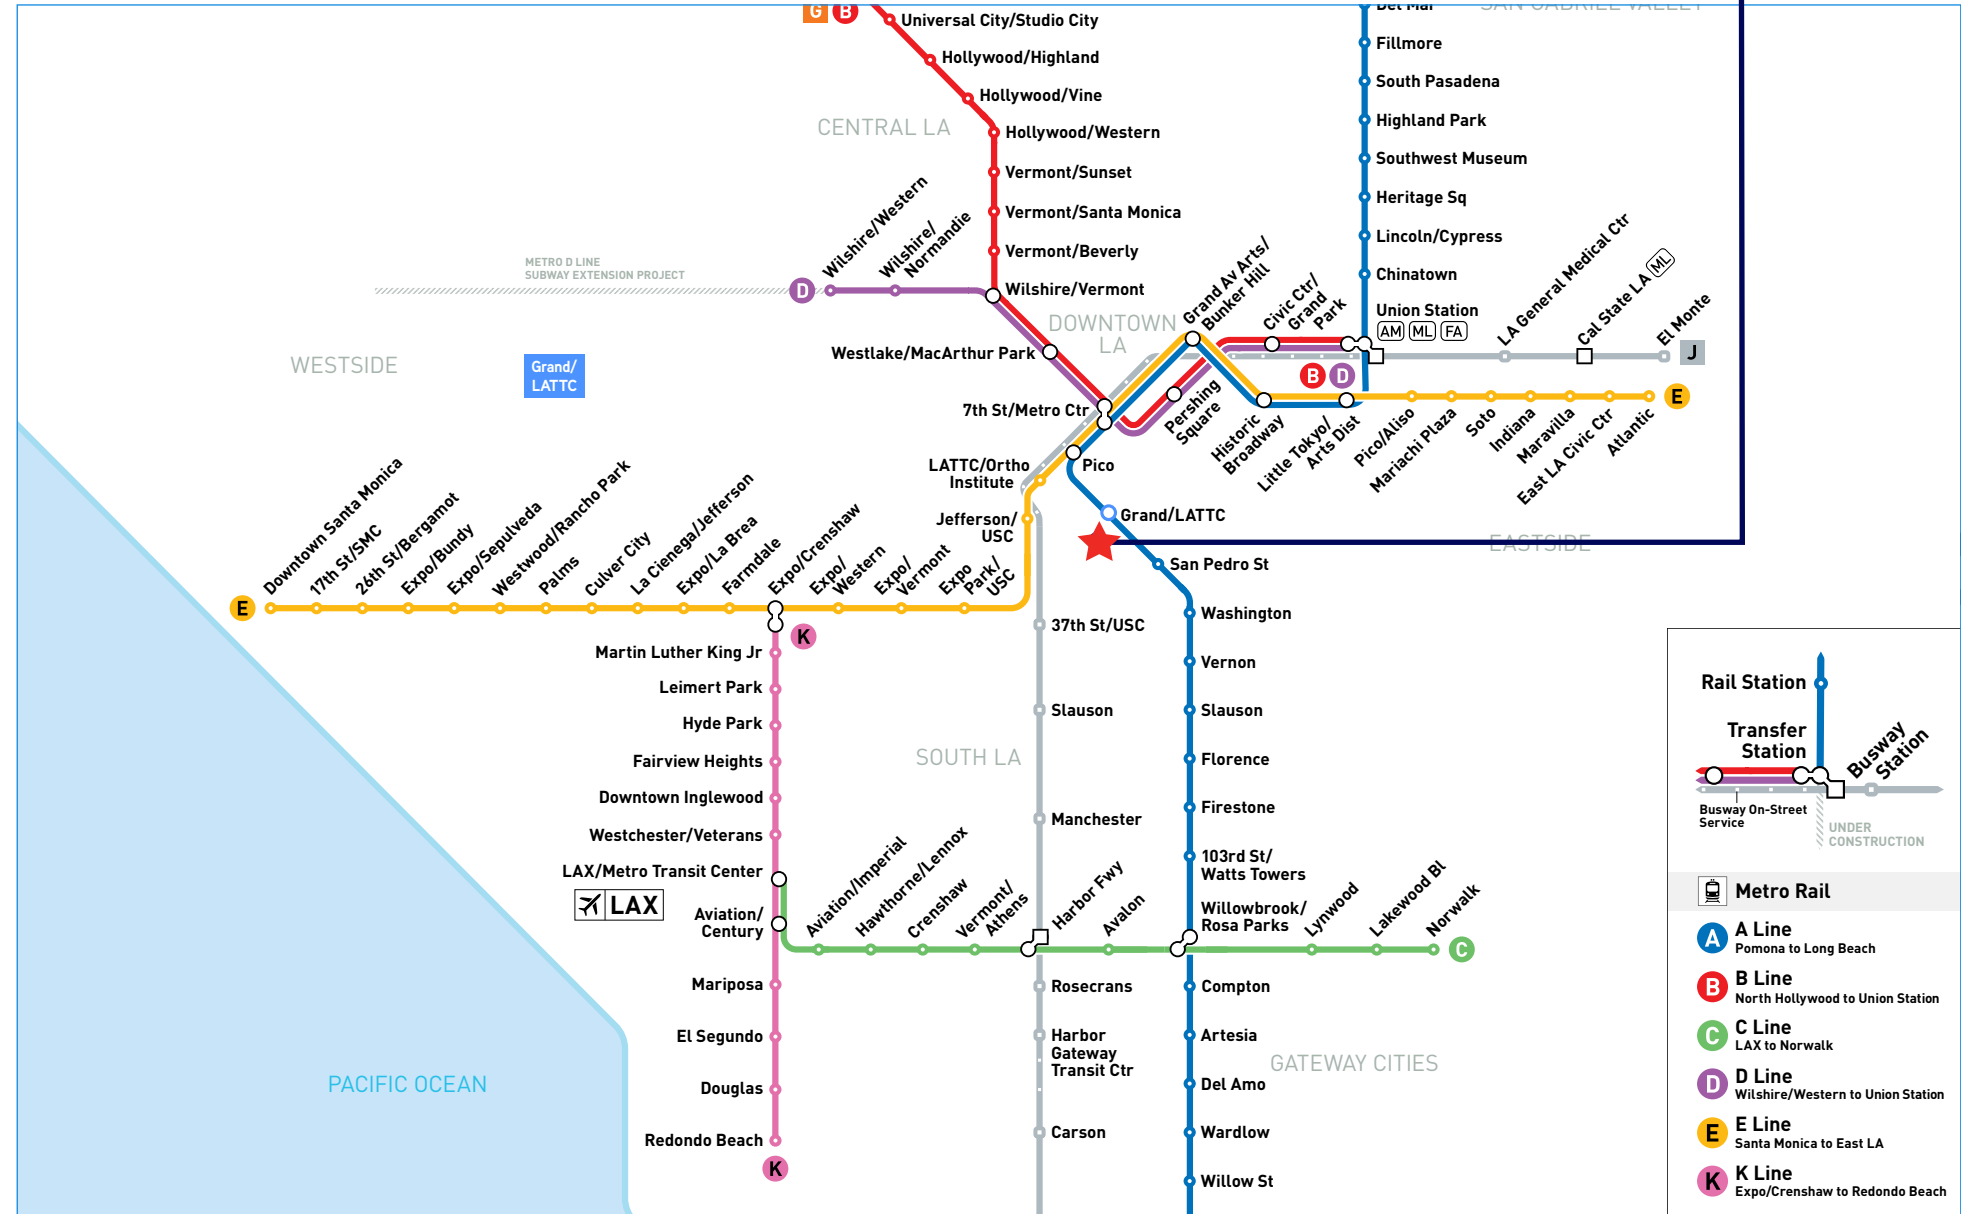 G B
Universal City/Studio City
Hollywood/Highland
Hollywood/Vine
Hollywood/Western
Vermont/Sunset
Vermont/Santa Monica
Vermont/Beverly
Wilshire/Vermont
CENTRAL LA
Del Mar
SAN GABRIEL VALLEY
Fillmore
South Pasadena
Highland Park
Southwest Museum
Heritage Sq
Lincoln/Cypress
Chinatown
Union Station
AM ML FA
METRO D LINE
SUBWAY EXTENSION PROJECT
D
Wilshire/Western
Wilshire/
Normandie
WESTSIDE
Grand/
LATTC
DOWNTOWN
LA
Westlake/MacArthur Park
7th St/Metro Ctr
Grand Av Arts/
Bunker Hill
Civic Ctr/
Grand
Park
B D
Pershing
Square
Historic
Broadway
Little Tokyo/
Arts Dist
LA General Medical Ctr
Cal State LA ML
El Monte
J
E
Pico/Aliso
Mariachi Plaza
Soto
Indiana
Maravilla
East LA Civic Ctr
Atlantic
EASTSIDE
LATTC/Ortho
Institute
Pico
Grand/LATTC
Jefferson/
USC
San Pedro St
E
Downtown Santa Monica
17th St/SMC
26th St/Bergamot
Expo/Bundy
Expo/Sepulveda
Westwood/Rancho Park
Palms
Culver City
La Cienega/Jefferson
Expo/La Brea
Farmdale
Expo/Crenshaw
Expo/
Western
Expo/
Vermont
Expo
Park/
USC
K
Martin Luther King Jr
Leimert Park
Hyde Park
Fairview Heights
Downtown Inglewood
Westchester/Veterans
LAX/Metro Transit Center
LAX
Aviation/
Century
Mariposa
El Segundo
Douglas
Redondo Beach
K
SOUTH LA
37th St/USC
Slauson
Manchester
Harbor Fwy
Rosecrans
Harbor
Gateway
Transit Ctr
Carson
Aviation/Imperial
Hawthorne/Lennox
Crenshaw
Vermont/
Athens
Avalon
Lynwood
Lakewood Bl
Norwalk
C
Washington
Vernon
Slauson
Florence
Firestone
103rd St/
Watts Towers
Willowbrook/
Rosa Parks
Compton
Artesia
Del Amo
Wardlow
Willow St
GATEWAY CITIES
PACIFIC OCEAN
Rail Station
Transfer
Station
Busway
Station
Busway On-Street
Service
UNDER
CONSTRUCTION
Metro Rail
A A Line
Pomona to Long Beach
B B Line
North Hollywood to Union Station
C C Line
LAX to Norwalk
D D Line
Wilshire/Western to Union Station
E E Line
Santa Monica to East LA
K K Line
Expo/Crenshaw to Redondo Beach